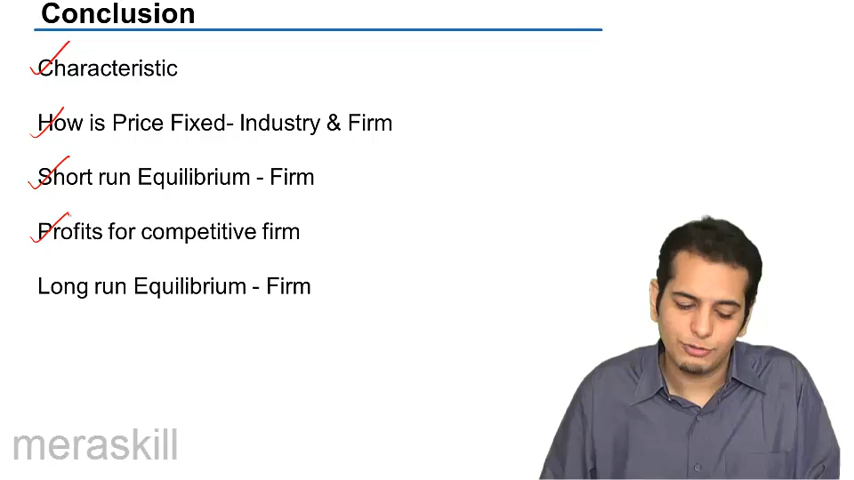 Conclusion
Characteristic
How is Price Fixed- Industry & Firm
Short run Equilibrium - Firm
Profits for competitive firm
Long run Equilibrium - Firm
meraskill